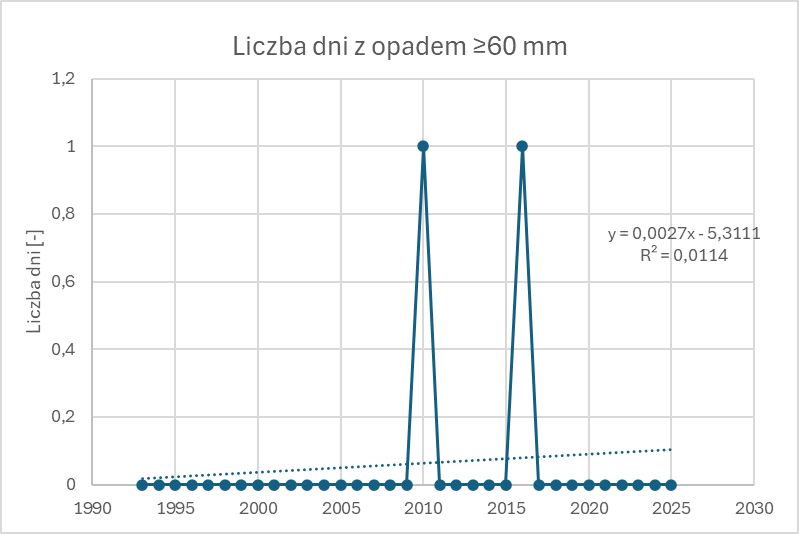 Liczba dni z opadem ≥60 mm
Liczba dni [-]
1,2
1
0,8
0,6
0,4
0,2
0
y = 0,0027x - 5,3111
R² = 0,0114
1990 1995 2000 2005 2010 2015 2020 2025 2030